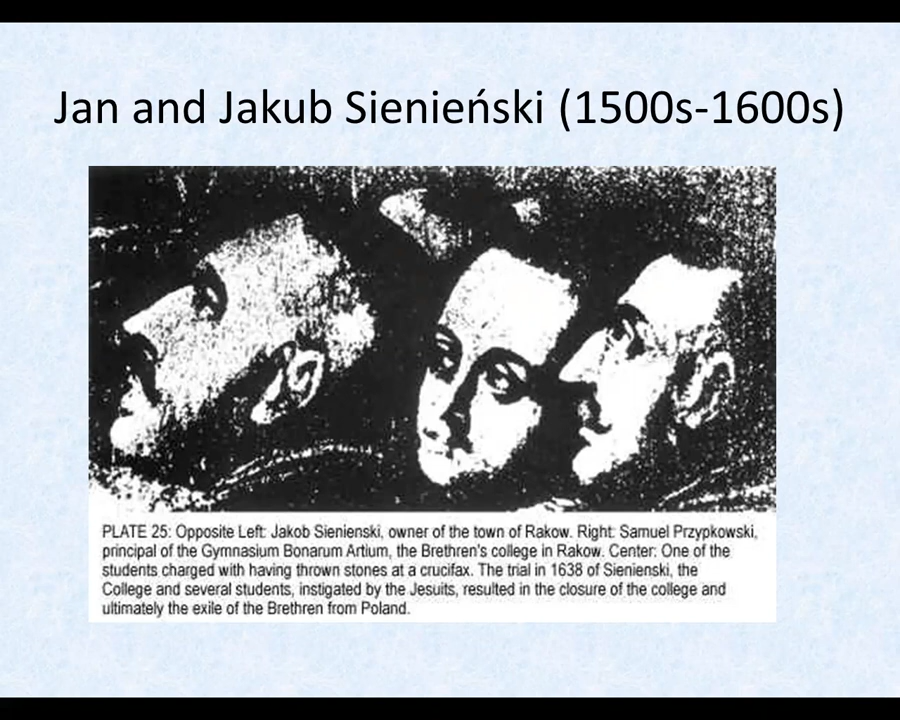 Jan and Jakub Sienieński (1500s-1600s)
PLATE 25: Opposite Left: Jakob Sienienski, owner of the town of Rakow. Right: Samuel Przypkowski,
principal of the Gymnasium Bonarum Artium, the Brethren's college in Rakow. Center: One of the
students charged with having thrown stones at a crucifax. The trial in 1638 of Sienienski, the
College and several students, instigated by the Jesuits, resulted in the closure of the college and
ultimately the exile of the Brethren from Poland.